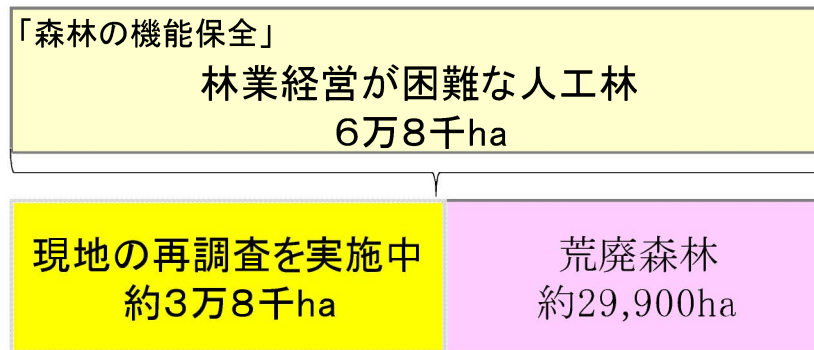 「森林の機能保全」
林業経営が困難な人工林
6万8千ha
現地の再調査を実施中
約3万8千ha
荒廃森林
約29,900ha